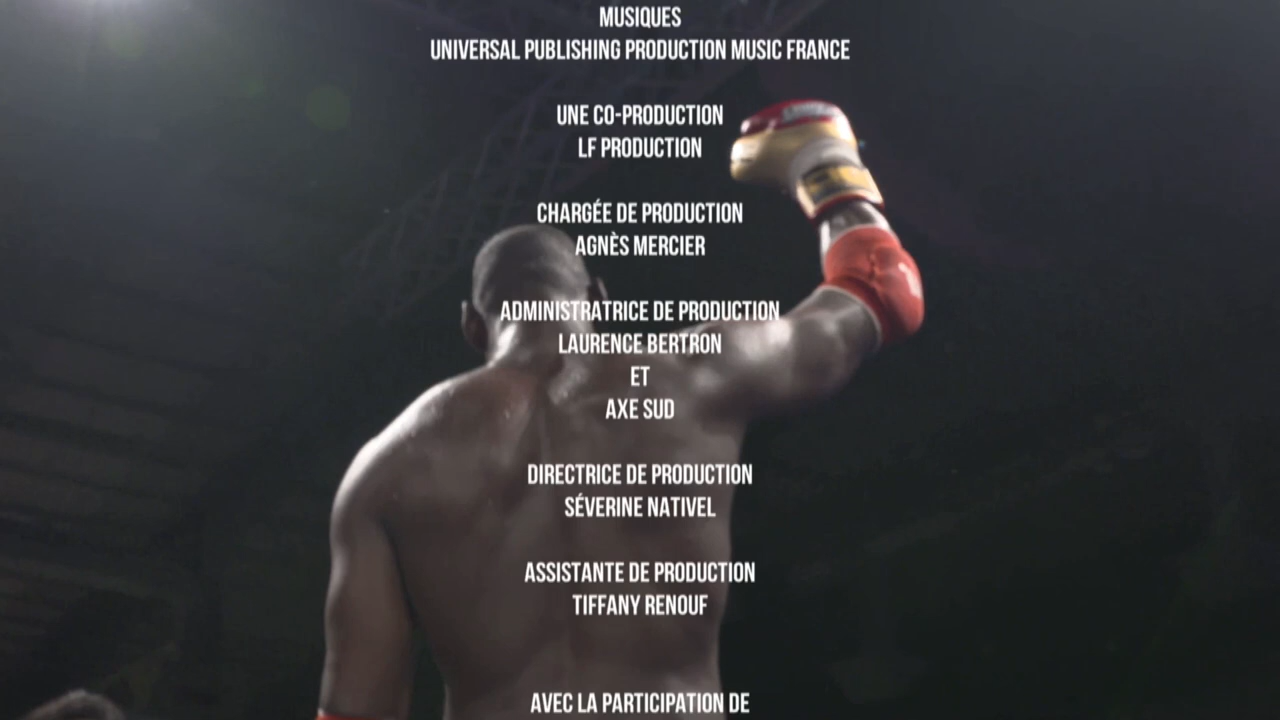 MUSIQUES
UNIVERSAL PUBLISHING PRODUCTION MUSIC FRANCE
UNE CO-PRODUCTION
LF PRODUCTION
CHARGÉE DE PRODUCTION
AGNÈS MERCIER
ADMINISTRATRICE DE PRODUCTION
LAURENCE BERTRON
ET
AXE SUD
DIRECTRICE DE PRODUCTION
SÉVERINE NATIVEL
ASSISTANTE DE PRODUCTION
TIFFANY RENOUF
AVEC LA PARTICIPATION DE